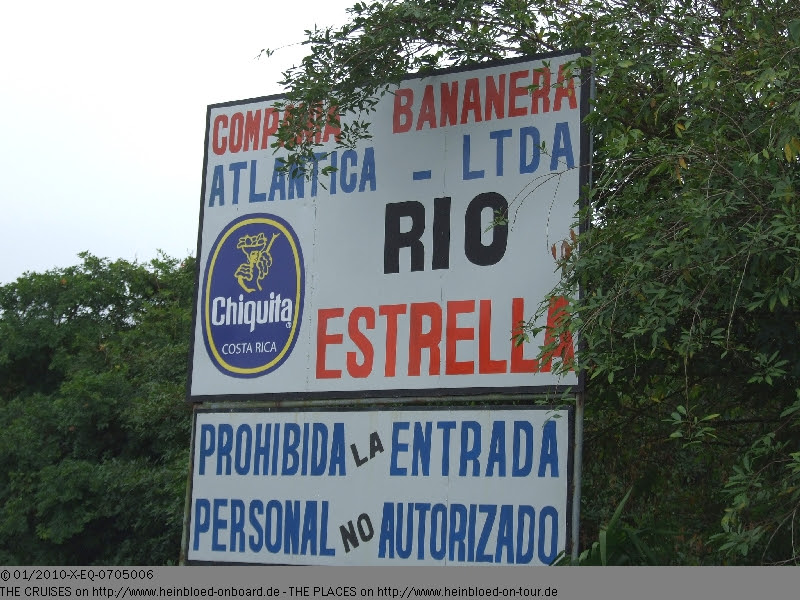 COMPAÑIA BANANERA
ATLANTICA - LTDA
RIO
ESTRELLA
Chiquita
COSTA RICA
PROHIBIDA LA ENTRADA
PERSONAL NO AUTORIZADO
© 01/2010-X-EQ-0705006
THE CRUISES on http://www.heinbloed-onboard.de - THE PLACES on http://www.heinbloed-on-tour.de